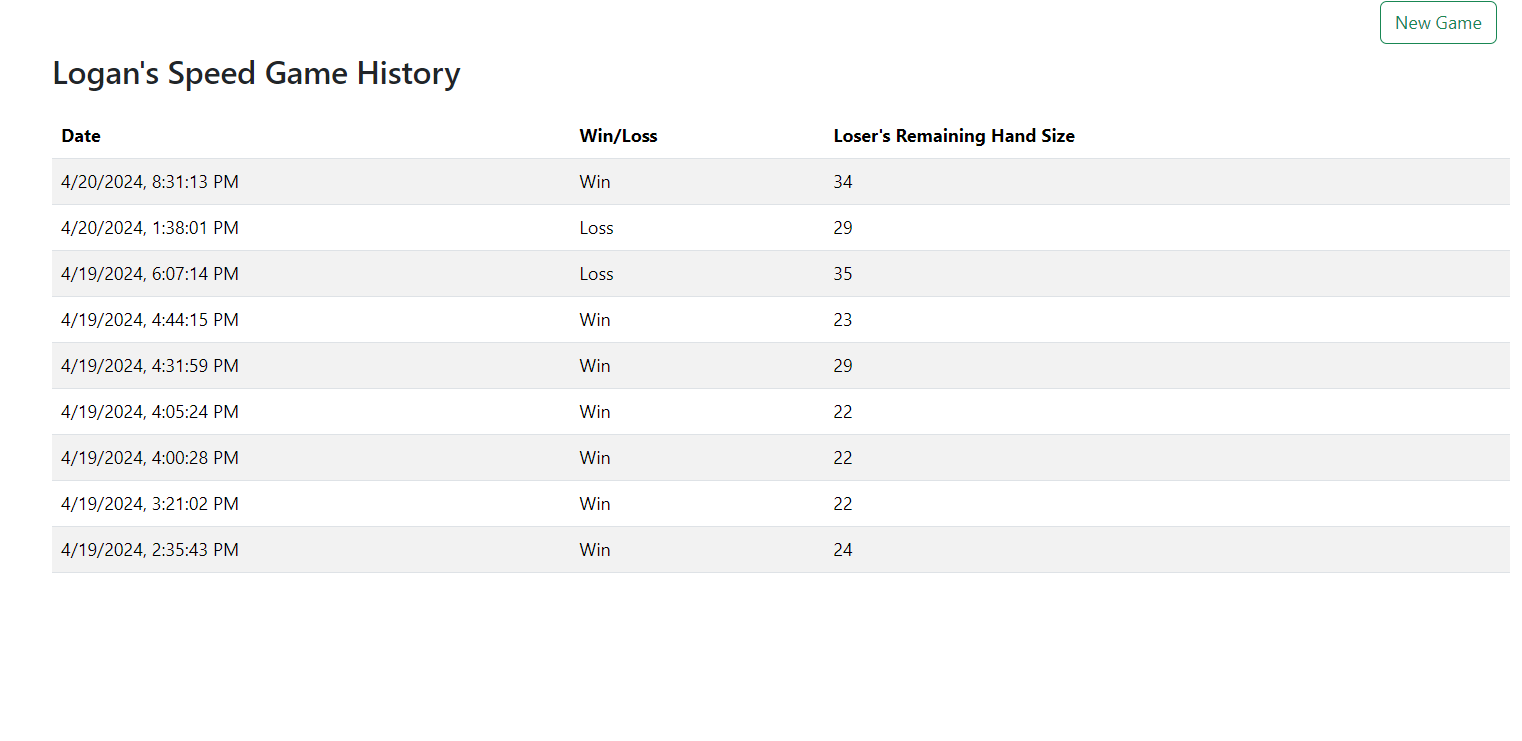 New Game
Logan's Speed Game History
Date Win/Loss Loser's Remaining Hand Size
4/20/2024, 8:31:13 PM Win 34
4/20/2024, 1:38:01 PM Loss 29
4/19/2024, 6:07:14 PM Loss 35
4/19/2024, 4:44:15 PM Win 23
4/19/2024, 4:31:59 PM Win 29
4/19/2024, 4:05:24 PM Win 22
4/19/2024, 4:00:28 PM Win 22
4/19/2024, 3:21:02 PM Win 22
4/19/2024, 2:35:43 PM Win 24